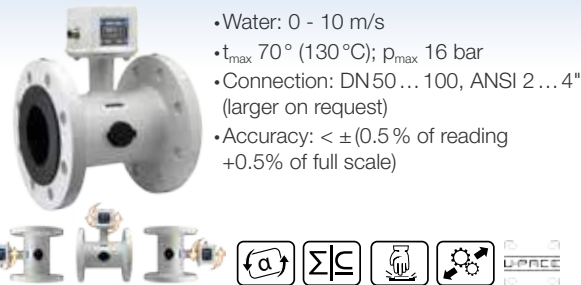 •Water: 0 - 10 m/s
•tmax 70° (130°C); pmax 16 bar
•Connection: DN50…100, ANSI 2…4"
(larger on request)
•Accuracy: < ±(0.5% of reading
+0.5% of full scale)
α Σ|C U-PACE